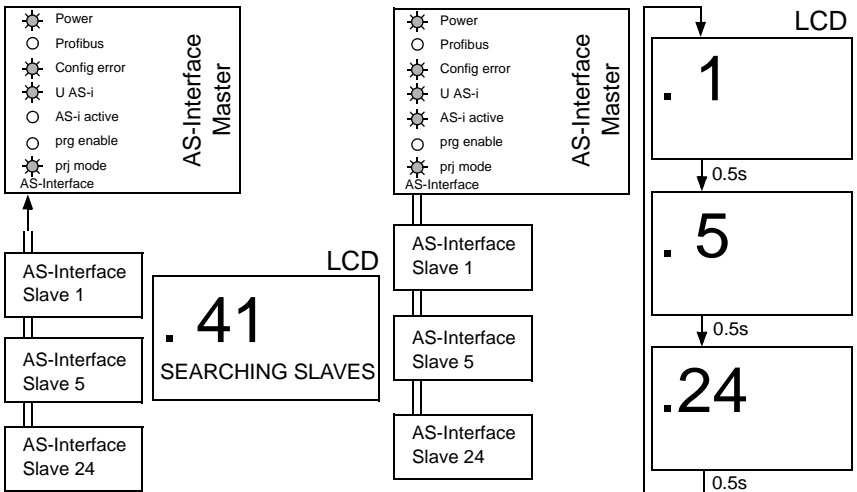 Power
Profibus
Config error
U AS-i
AS-i active
prg enable
prj mode
AS-Interface
AS-Interface
Master
AS-Interface
Slave 1
AS-Interface
Slave 5
AS-Interface
Slave 24
LCD
. 41
SEARCHING SLAVES
Power
Profibus
Config error
U AS-i
AS-i active
prg enable
prj mode
AS-Interface
AS-Interface
Master
AS-Interface
Slave 1
AS-Interface
Slave 5
AS-Interface
Slave 24
LCD
. 1
0.5s
. 5
0.5s
.24
0.5s